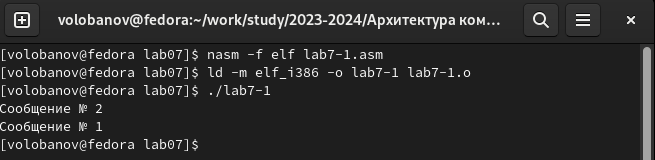 volobanov@fedora:~/work/study/2023-2024/Архитектура ком...
[volobanov@fedora lab07]$ nasm -f elf lab7-1.asm
[volobanov@fedora lab07]$ ld -m elf_i386 -o lab7-1 lab7-1.o
[volobanov@fedora lab07]$ ./lab7-1
Сообщение № 2
Сообщение № 1
[volobanov@fedora lab07]$